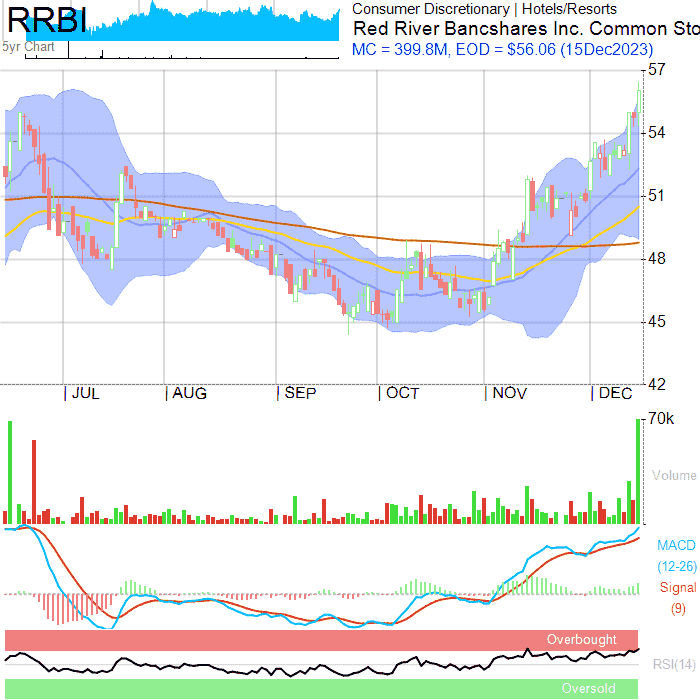 RRBI
Consumer Discretionary | Hotels/Resorts
Red River Bancshares Inc. Common Sto
5yr Chart
MC = 399.8M, EOD = $56.06 (15Dec2023)
57
54
51
48
45
42
| JUL | AUG | SEP | OCT | NOV | DEC
70k
Volume
MACD
(12-26)
Signal
(9)
Overbought
RSI(14)
Oversold